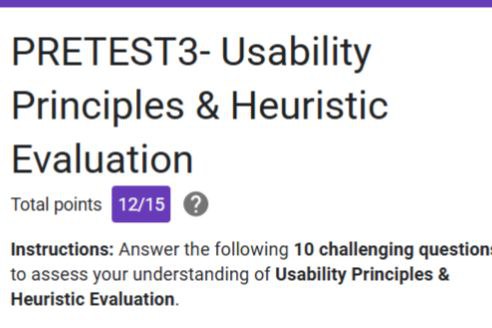 PRETEST3- Usability
Principles & Heuristic
Evaluation
Total points 12/15 ?
Instructions: Answer the following 10 challenging questions
to assess your understanding of Usability Principles &
Heuristic Evaluation.